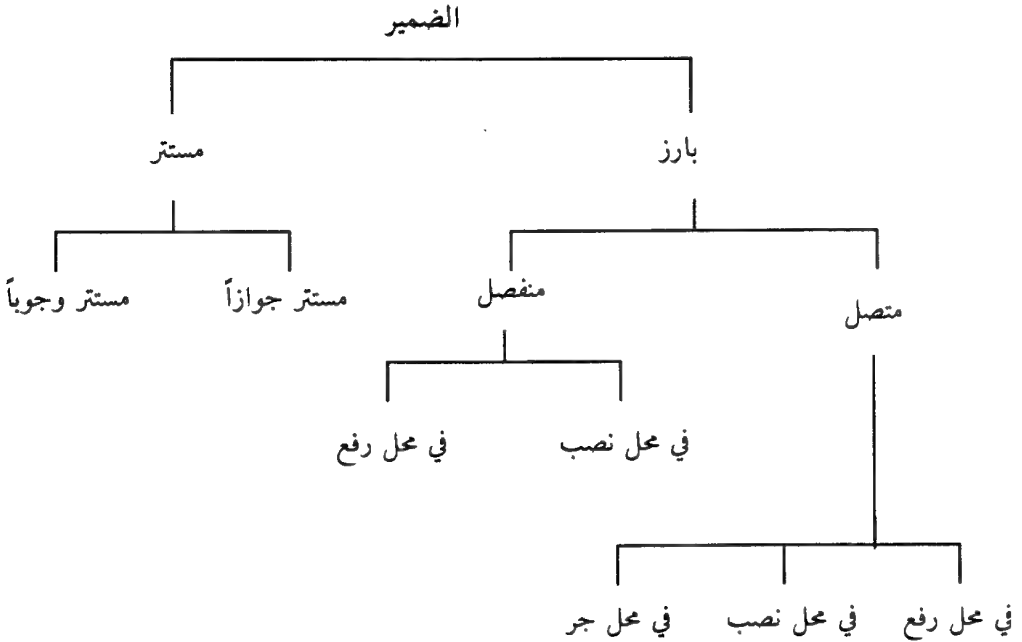 الضمير
بارز
مستتر
متصل
منفصل
مستتر جوازاً
مستتر وجوباً
في محل نصب
في محل رفع
في محل رفع
في محل نصب
في محل جر